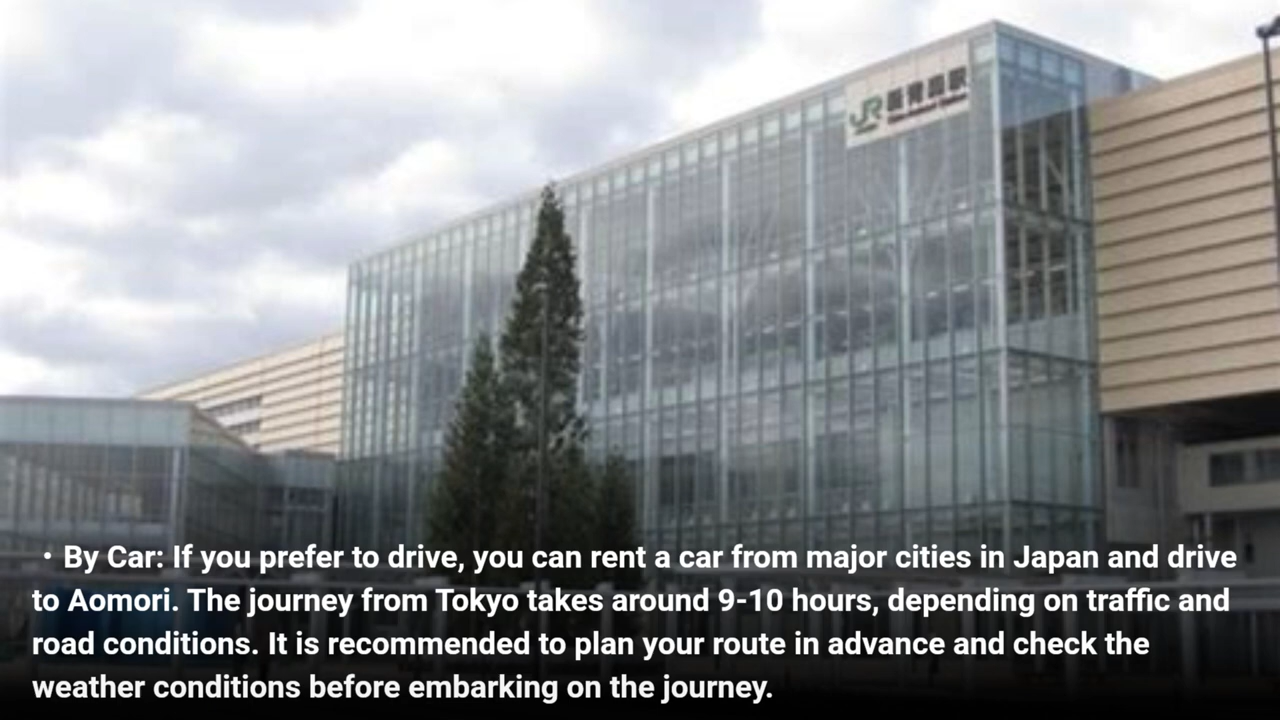 JR 新青森駅
• By Car: If you prefer to drive, you can rent a car from major cities in Japan and drive
to Aomori. The journey from Tokyo takes around 9-10 hours, depending on traffic and
road conditions. It is recommended to plan your route in advance and check the
weather conditions before embarking on the journey.